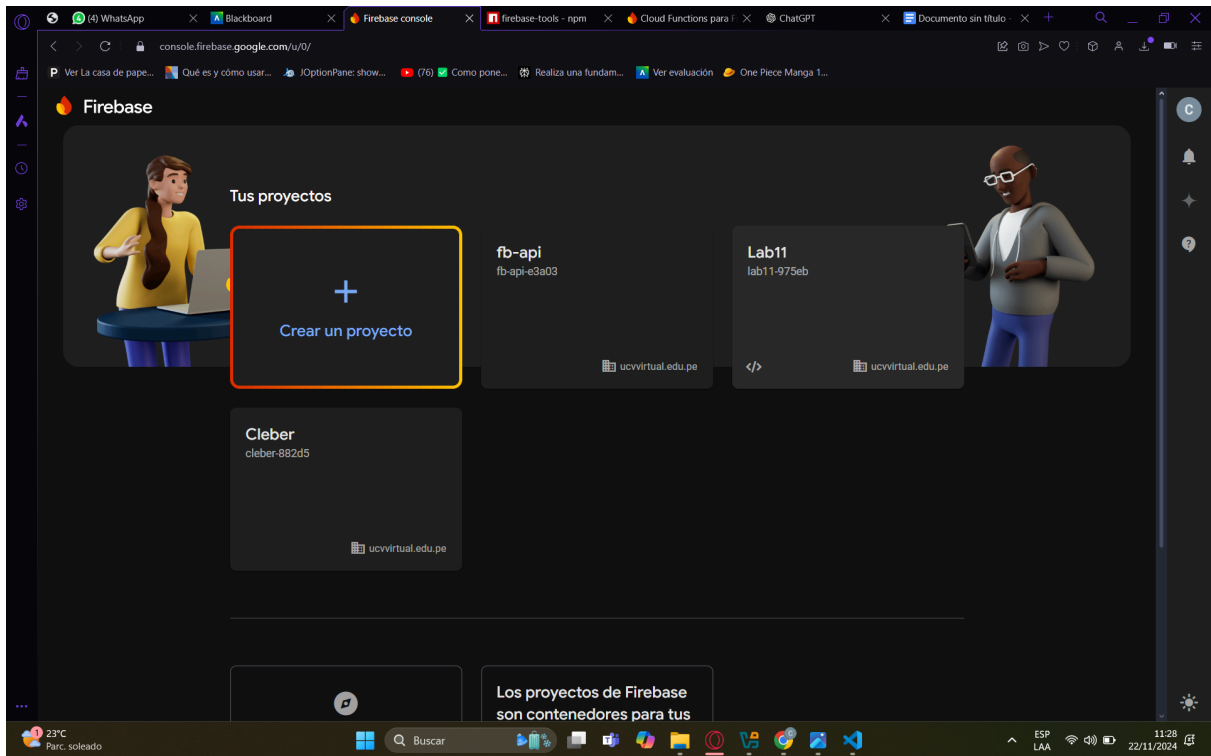 (4) WhatsApp
Blackboard
Firebase console
firebase-tools - npm
Cloud Functions para F
ChatGPT
Documento sin título -
console.firebase.google.com/u/0/
Ver La casa de pape...
Qué es y cómo usar...
JOptionPane: show...
(76) ✅ Como pone...
Realiza una fundam...
Ver evaluación
One Piece Manga 1...
Firebase
C
Tus proyectos
+
Crear un proyecto
fb-api
fb-api-e3a03
ucvvirtual.edu.pe
Lab11
lab11-975eb
</>
ucvvirtual.edu.pe
Cleber
cleber-882d5
ucvvirtual.edu.pe
Los proyectos de Firebase
son contenedores para tus
1
23°C
Parc. soleado
Buscar
ESP
LAA
11:28
22/11/2024